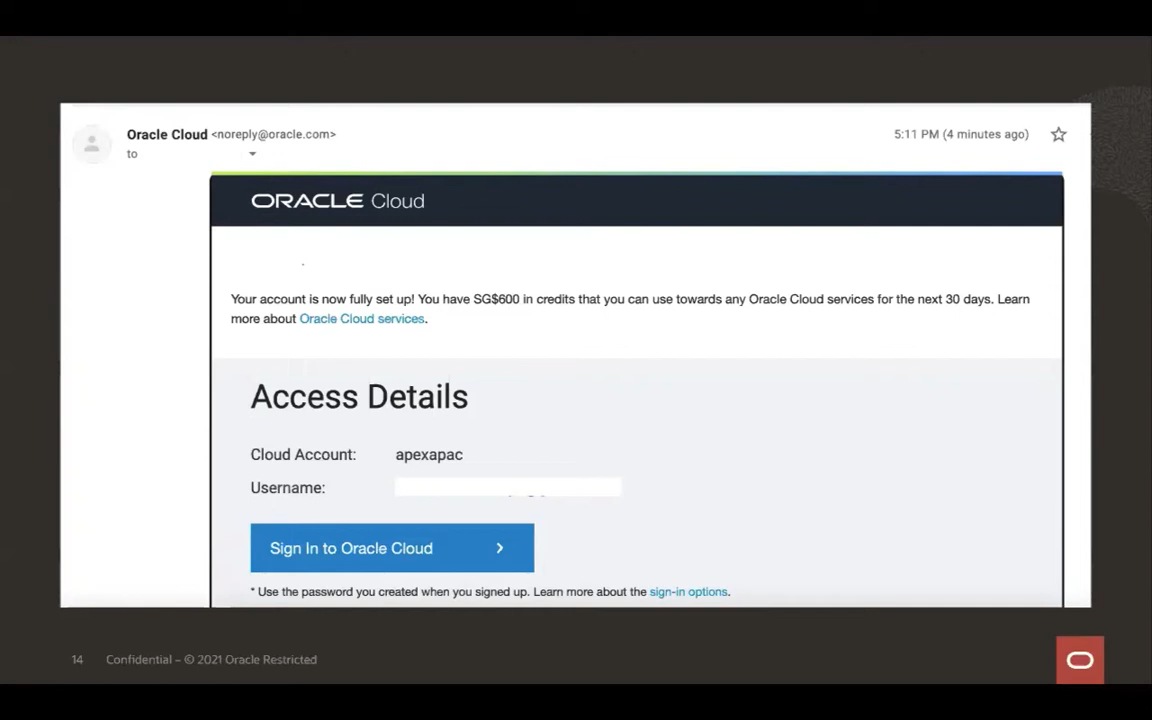 Oracle Cloud <noreply@oracle.com>
5:11 PM (4 minutes ago)
to
ORACLE Cloud
Your account is now fully set up! You have SG$600 in credits that you can use towards any Oracle Cloud services for the next 30 days. Learn
more about Oracle Cloud services.
Access Details
Cloud Account: apexapac
Username:
Sign In to Oracle Cloud
* Use the password you created when you signed up. Learn more about the sign-in options.
14 Confidential – © 2021 Oracle Restricted